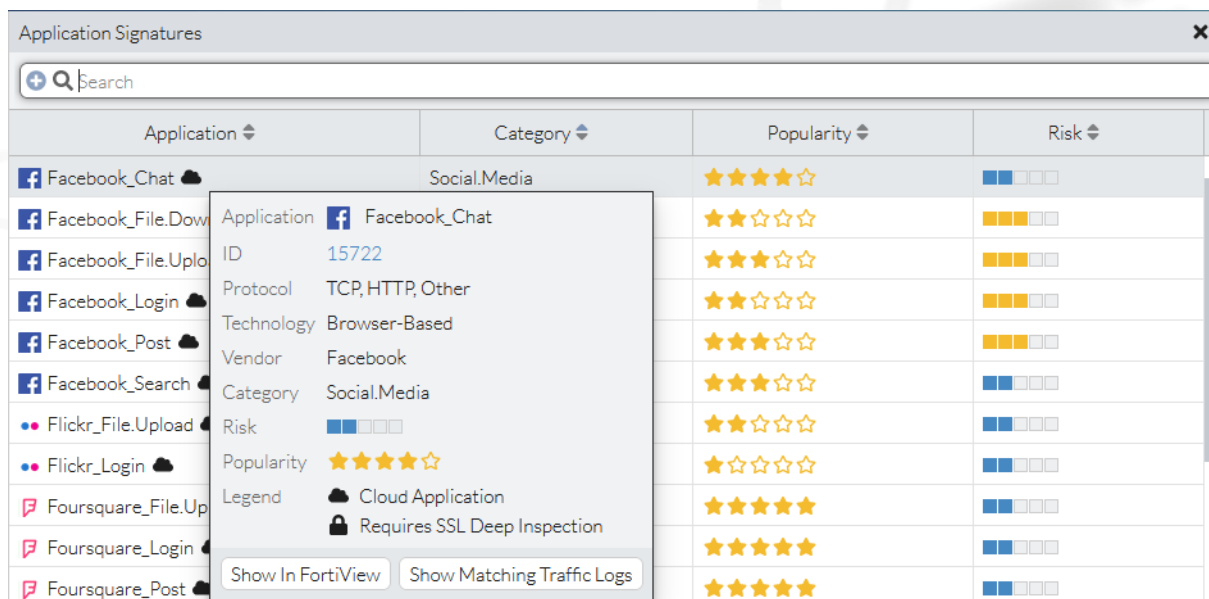 Application Signatures
Search
Application Category Popularity Risk
Facebook_Chat Social.Media
Facebook_File.Dow
Facebook_File.Uplo
Facebook_Login
Facebook_Post
Facebook_Search
Flickr_File.Upload
Flickr_Login
Foursquare_File.Up
Foursquare_Login
Foursquare_Post
Application Facebook_Chat
ID 15722
Protocol TCP, HTTP, Other
Technology Browser-Based
Vendor Facebook
Category Social.Media
Risk
Popularity
Legend Cloud Application
Requires SSL Deep Inspection
Show In FortiView Show Matching Traffic Logs